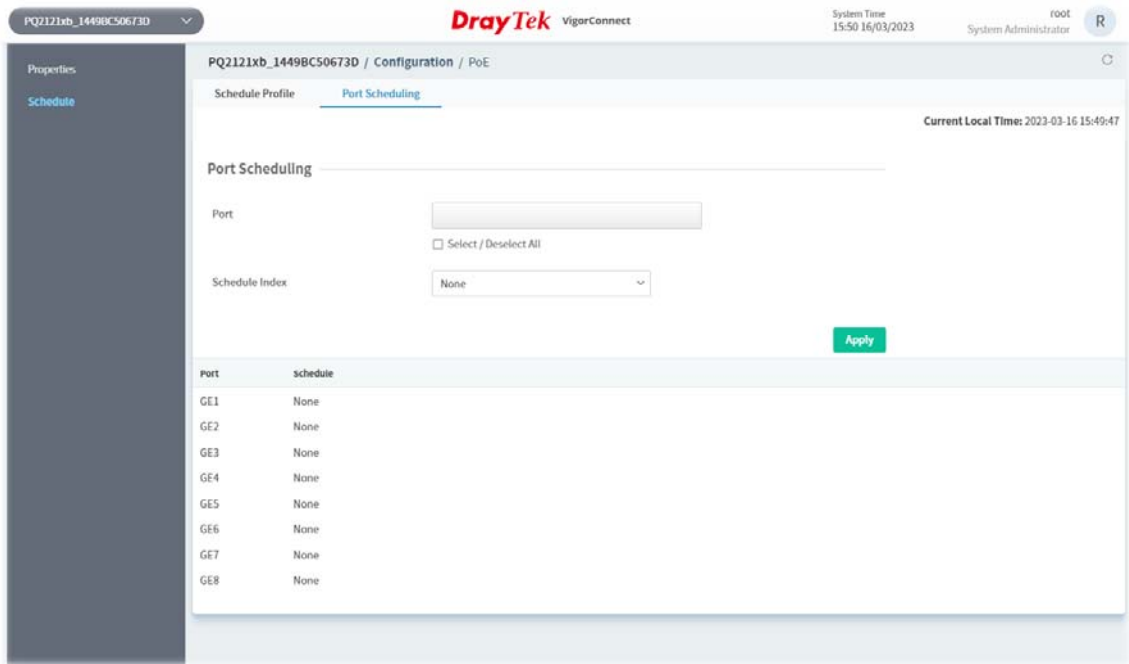 PQ2121xb_1449BC50673D
DrayTek VigorConnect
System Time
15:50 16/03/2023
root
System Administrator
R
Properties
Schedule
PQ2121xb_1449BC50673D / Configuration / PoE
Schedule Profile
Port Scheduling
Current Local Time: 2023-03-16 15:49:47
Port Scheduling
Port
Select / Deselect All
Schedule Index
None
Apply
Port Schedule
GE1 None
GE2 None
GE3 None
GE4 None
GE5 None
GE6 None
GE7 None
GE8 None